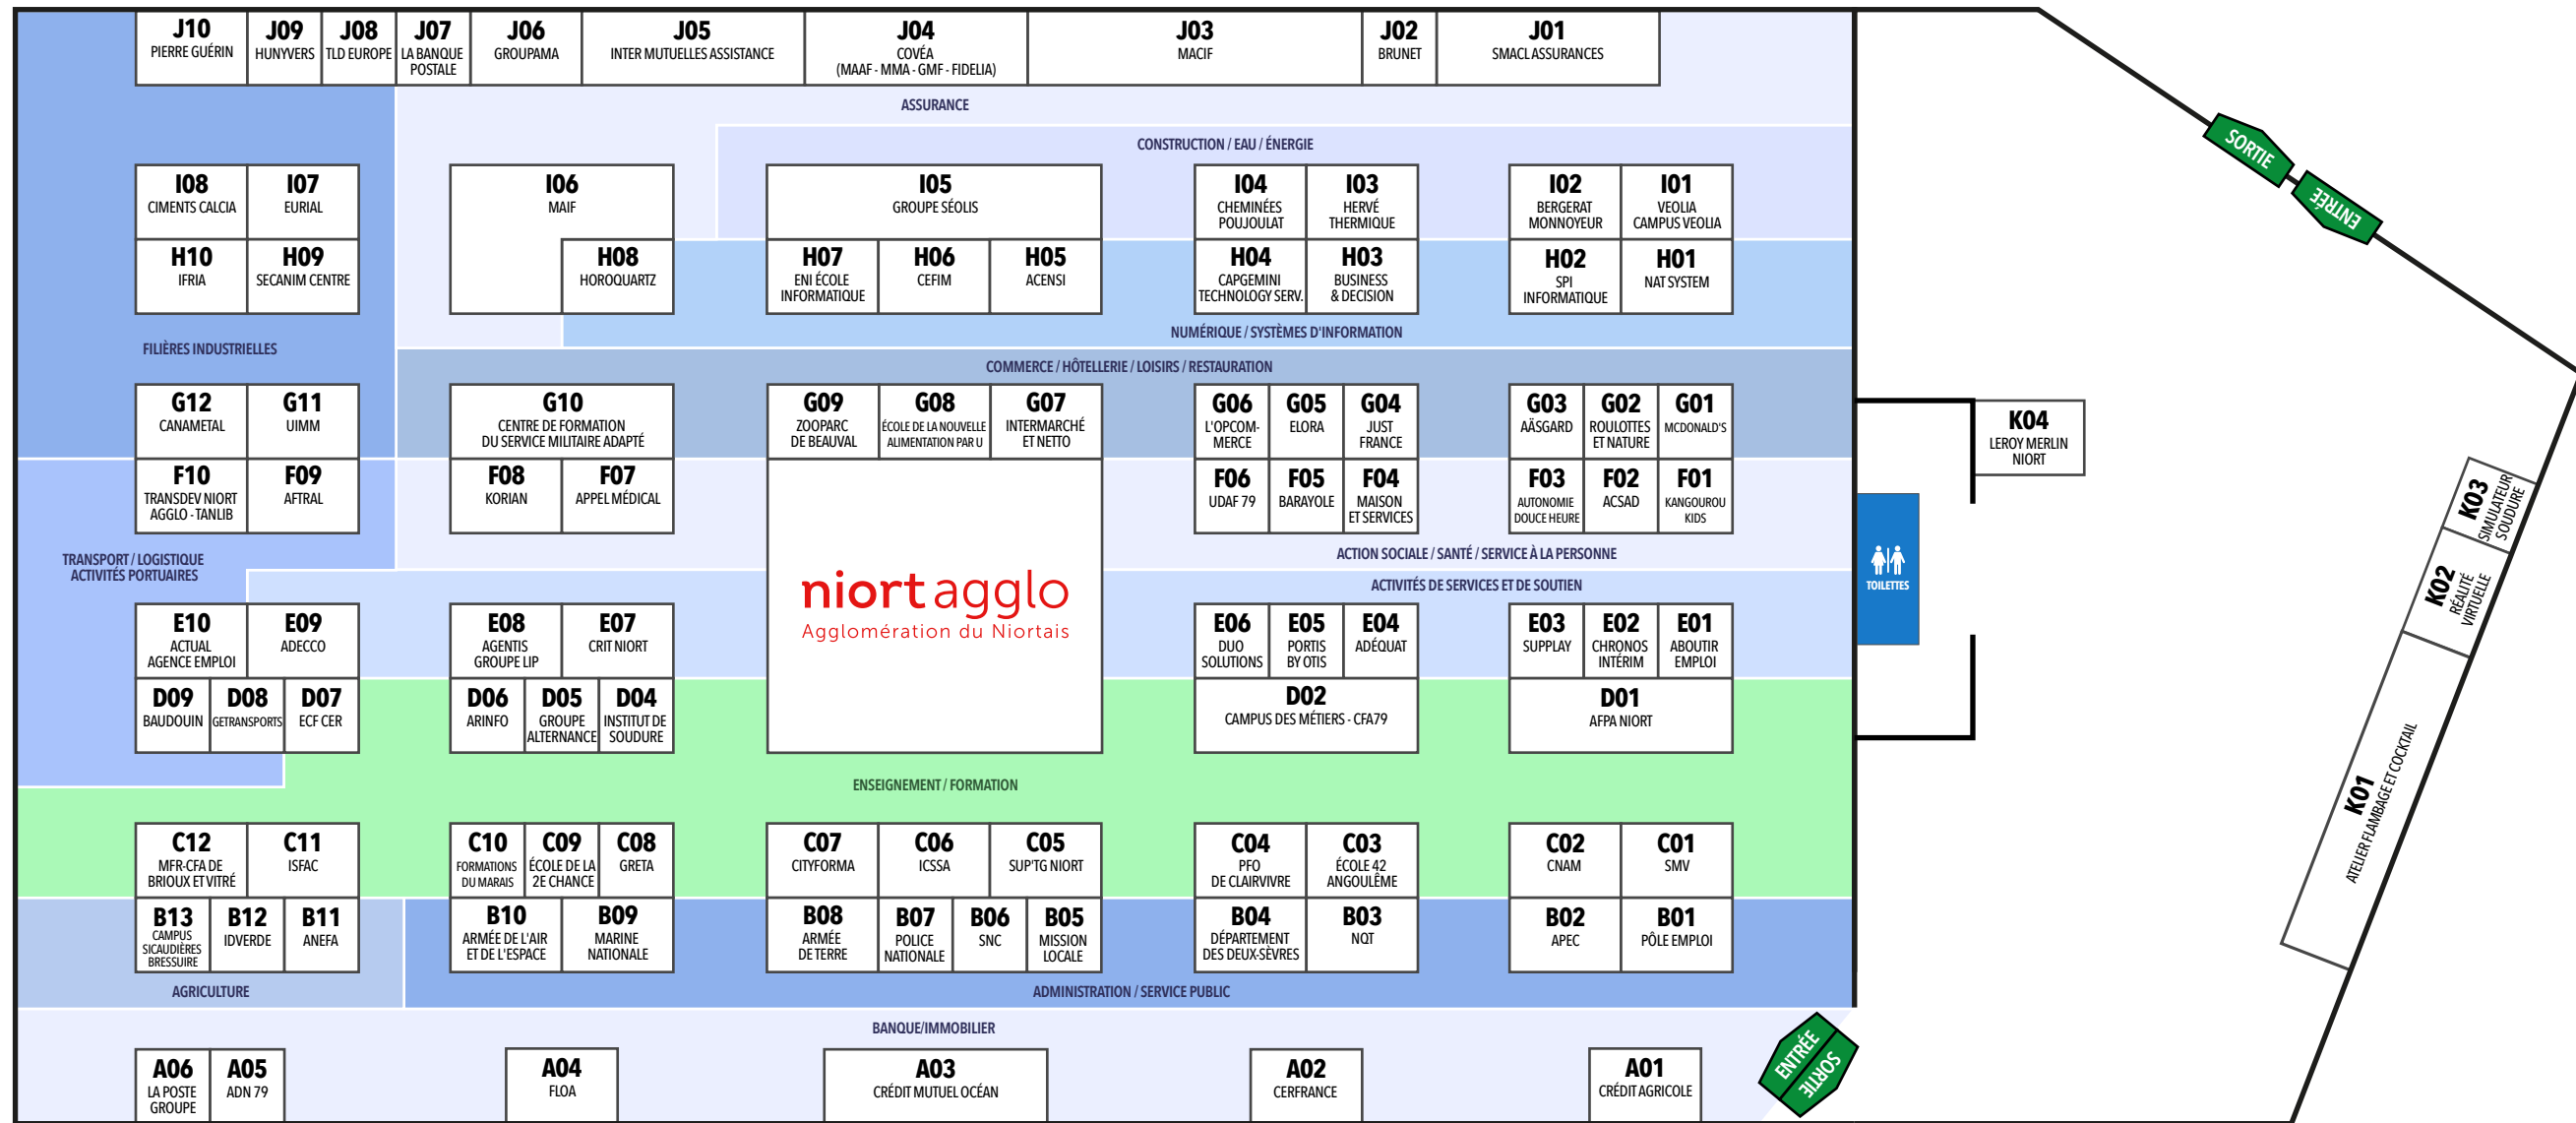 J10
PIERRE GUÉRIN
J09
HUNYVERS
J08
TLD EUROPE
J07
LA BANQUE
POSTALE
J06
GROUPAMA
J05
INTER MUTUELLES ASSISTANCE
J04
COVÉA
(MAAF - MMA - GMF - FIDELIA)
J03
MACIF
J02
BRUNET
J01
SMACL ASSURANCES
ASSURANCE
CONSTRUCTION / EAU / ÉNERGIE
SORTIE
ENTRÉE
I08
CIMENTS CALCIA
I07
EURIAL
I06
MAIF
I05
GROUPE SÉOLIS
I04
CHEMINÉES
POUJOULAT
I03
HERVÉ
THERMIQUE
I02
BERGERAT
MONNOYEUR
I01
VEOLIA
CAMPUS VEOLIA
H10
IFRIA
H09
SECANIM CENTRE
H08
HOROQUARTZ
H07
ENI ÉCOLE
INFORMATIQUE
H06
CEFIM
H05
ACENSI
H04
CAPGEMINI
TECHNOLOGY SERV.
H03
BUSINESS
& DECISION
H02
SPI
INFORMATIQUE
H01
NAT SYSTEM
NUMÉRIQUE / SYSTÈMES D'INFORMATION
FILIÈRES INDUSTRIELLES
COMMERCE / HÔTELLERIE / LOISIRS / RESTAURATION
G12
CANAMETAL
G11
UIMM
G10
CENTRE DE FORMATION
DU SERVICE MILITAIRE ADAPTÉ
G09
ZOOPARC
DE BEAUVAL
G08
ÉCOLE DE LA NOUVELLE
ALIMENTATION PAR U
G07
INTERMARCHÉ
ET NETTO
G06
L'OPCOM-
MERCE
G05
ELORA
G04
JUST
FRANCE
G03
AÄSGARD
G02
ROULOTTES
ET NATURE
G01
MCDONALD'S
K04
LEROY MERLIN
NIORT
F10
TRANSDEV NIORT
AGGLO - TANLIB
F09
AFTRAL
F08
KORIAN
F07
APPEL MÉDICAL
F06
UDAF 79
F05
BARAYOLE
F04
MAISON
ET SERVICES
F03
AUTONOMIE
DOUCE HEURE
F02
ACSAD
F01
KANGOUROU
KIDS
K03
SIMULATEUR
SOUDURE
TRANSPORT / LOGISTIQUE
ACTIVITÉS PORTUAIRES
ACTION SOCIALE / SANTÉ / SERVICE À LA PERSONNE
ACTIVITÉS DE SERVICES ET DE SOUTIEN
TOILETTES
K02
RÉALITÉ
VIRTUELLE
niortagglo
Agglomération du Niortais
E10
ACTUAL
AGENCE EMPLOI
E09
ADECCO
E08
AGENTIS
GROUPE LIP
E07
CRIT NIORT
E06
DUO
SOLUTIONS
E05
PORTIS
BY OTIS
E04
ADÉQUAT
E03
SUPPLAY
E02
CHRONOS
INTÉRIM
E01
ABOUTIR
EMPLOI
D09
BAUDOUIN
D08
GETRANSPORTS
D07
ECF CER
D06
ARINFO
D05
GROUPE
ALTERNANCE
D04
INSTITUT DE
SOUDURE
D02
CAMPUS DES MÉTIERS - CFA79
D01
AFPA NIORT
K01
ATELIER FLAMBAGE ET COCKTAIL
ENSEIGNEMENT / FORMATION
C12
MFR-CFA DE
BRIOUX ET VITRÉ
C11
ISFAC
C10
FORMATIONS
DU MARAIS
C09
ÉCOLE DE LA
2E CHANCE
C08
GRETA
C07
CITYFORMA
C06
ICSSA
C05
SUP'TG NIORT
C04
PFO
DE CLAIRVIVRE
C03
ÉCOLE 42
ANGOULÊME
C02
CNAM
C01
SMV
B13
CAMPUS
SICAUDIÈRES
BRESSUIRE
B12
IDVERDE
B11
ANEFA
B10
ARMÉE DE L'AIR
ET DE L'ESPACE
B09
MARINE
NATIONALE
B08
ARMÉE
DE TERRE
B07
POLICE
NATIONALE
B06
SNC
B05
MISSION
LOCALE
B04
DÉPARTEMENT
DES DEUX-SÈVRES
B03
NQT
B02
APEC
B01
PÔLE EMPLOI
AGRICULTURE
ADMINISTRATION / SERVICE PUBLIC
BANQUE/IMMOBILIER
ENTRÉE
SORTIE
A06
LA POSTE
GROUPE
A05
ADN 79
A04
FLOA
A03
CRÉDIT MUTUEL OCÉAN
A02
CERFRANCE
A01
CRÉDIT AGRICOLE